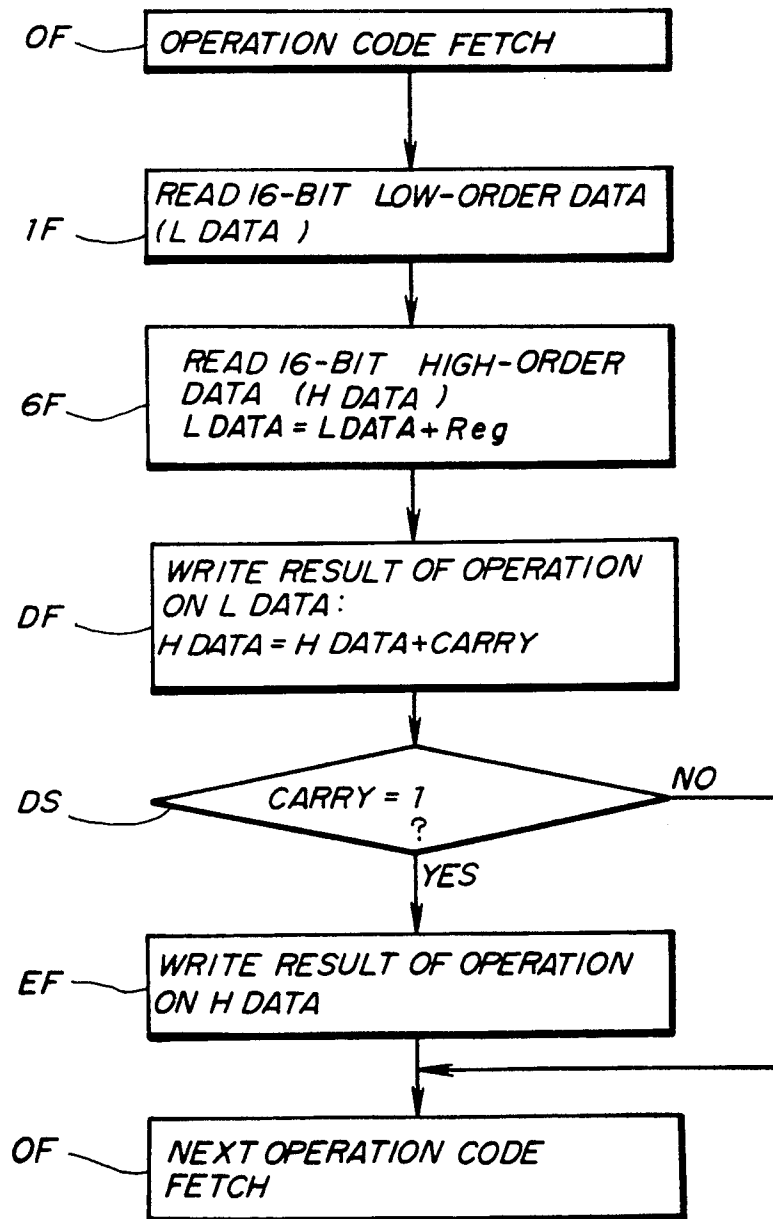 OF
OPERATION CODE FETCH
1F
READ 16-BIT LOW-ORDER DATA
(L DATA )
6F
READ 16-BIT HIGH-ORDER
DATA (H DATA )
L DATA = L DATA + Reg
DF
WRITE RESULT OF OPERATION
ON L DATA:
H DATA = H DATA + CARRY
DS
CARRY = 1
?
NO
YES
EF
WRITE RESULT OF OPERATION
ON H DATA
OF
NEXT OPERATION CODE
FETCH